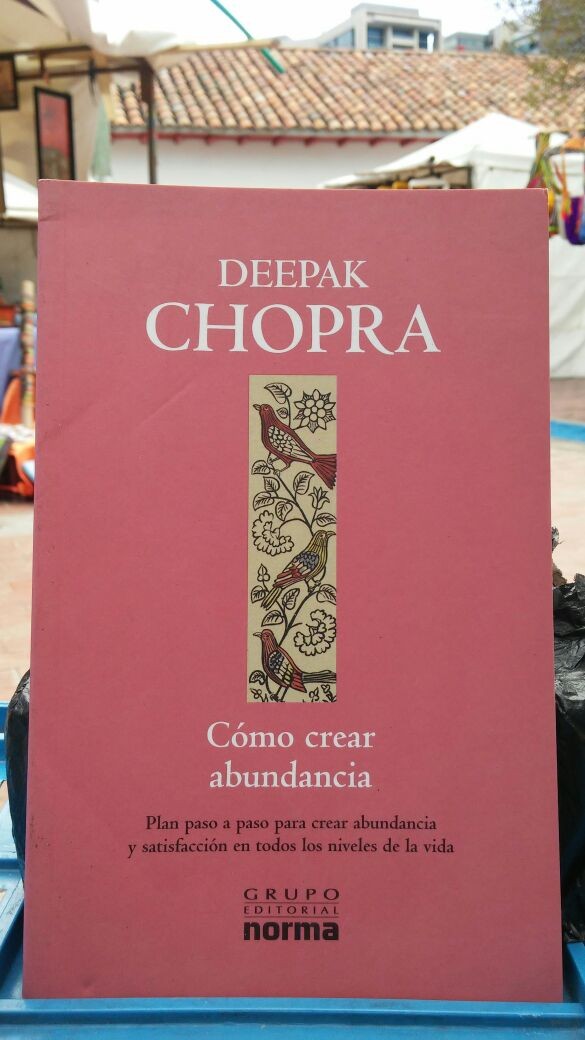 DEEPAK
CHOPRA
Cómo crear
abundancia
Plan paso a paso para crear abundancia
y satisfacción en todos los niveles de la vida
GRUPO
EDITORIAL
norma